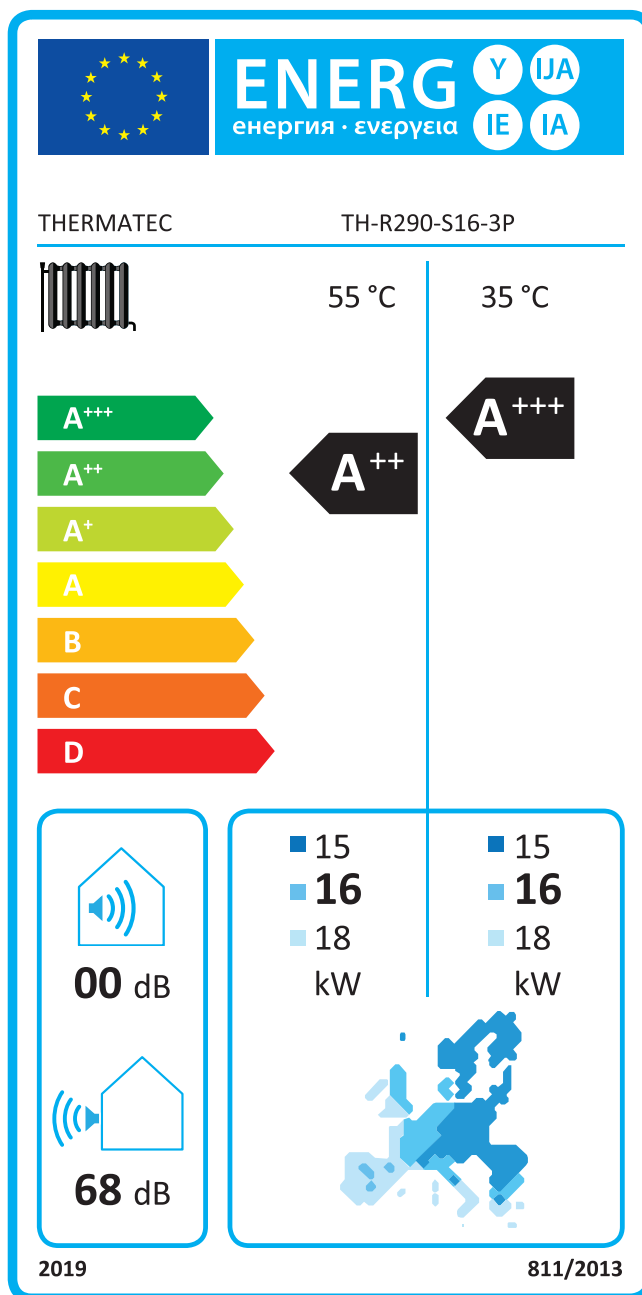 ENERG Y IJA
енергия · ενεργεια IE IA
THERMATEC TH-R290-S16-3P
55 °C 35 °C
A+++
A+++
A++
A++
A+
A
B
C
D
15 15
16 16
18 18
kW kW
00 dB
68 dB
2019 811/2013